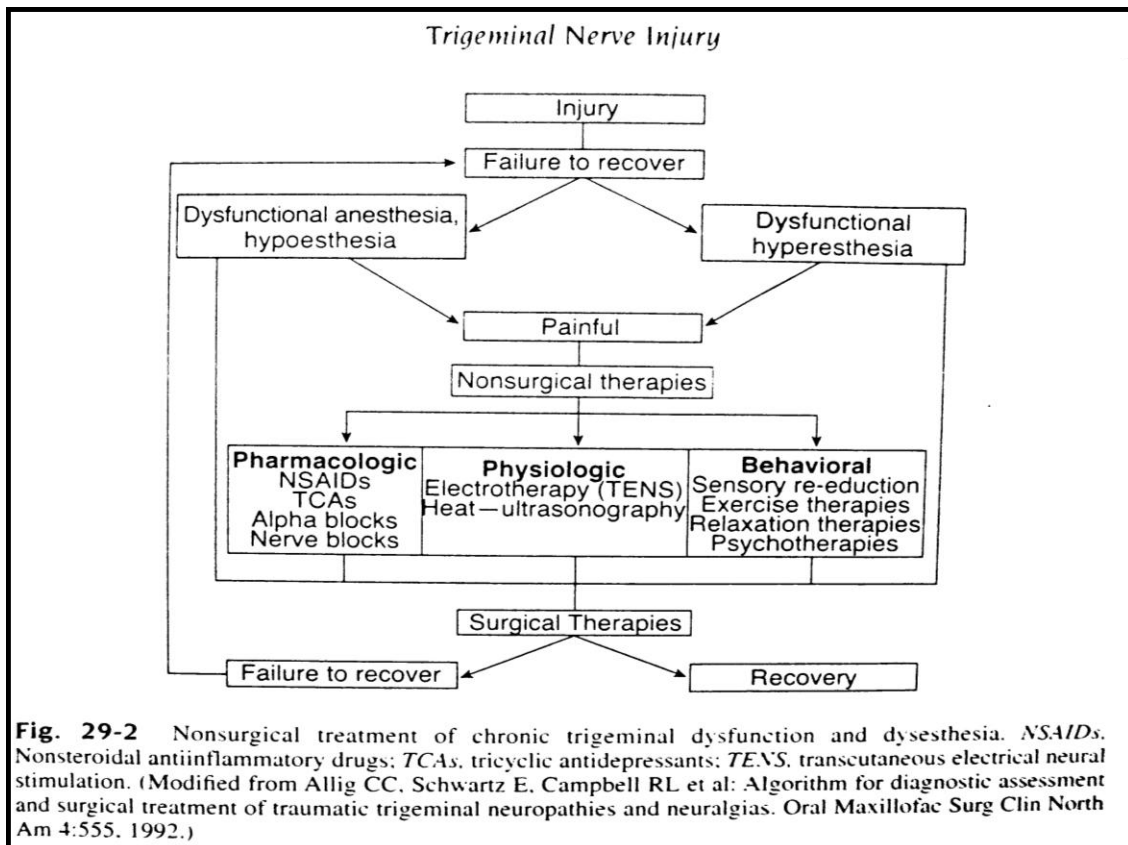 Trigeminal Nerve Injury
Injury
Failure to recover
Dysfunctional anesthesia,
hypoesthesia
Dysfunctional
hyperesthesia
Painful
Nonsurgical therapies
Pharmacologic
NSAIDs
TCAs
Alpha blocks
Nerve blocks
Physiologic
Electrotherapy (TENS)
Heat—ultrasonography
Behavioral
Sensory re-eduction
Exercise therapies
Relaxation therapies
Psychotherapies
Surgical Therapies
Failure to recover
Recovery
Fig. 29-2 Nonsurgical treatment of chronic trigeminal dysfunction and dysesthesia. NSAIDs,
Nonsteroidal antiinflammatory drugs; TCAs, tricyclic antidepressants; TENS, transcutaneous electrical neural
stimulation. (Modified from Allig CC, Schwartz E, Campbell RL et al: Algorithm for diagnostic assessment
and surgical treatment of traumatic trigeminal neuropathies and neuralgias. Oral Maxillofac Surg Clin North
Am 4:555, 1992.)